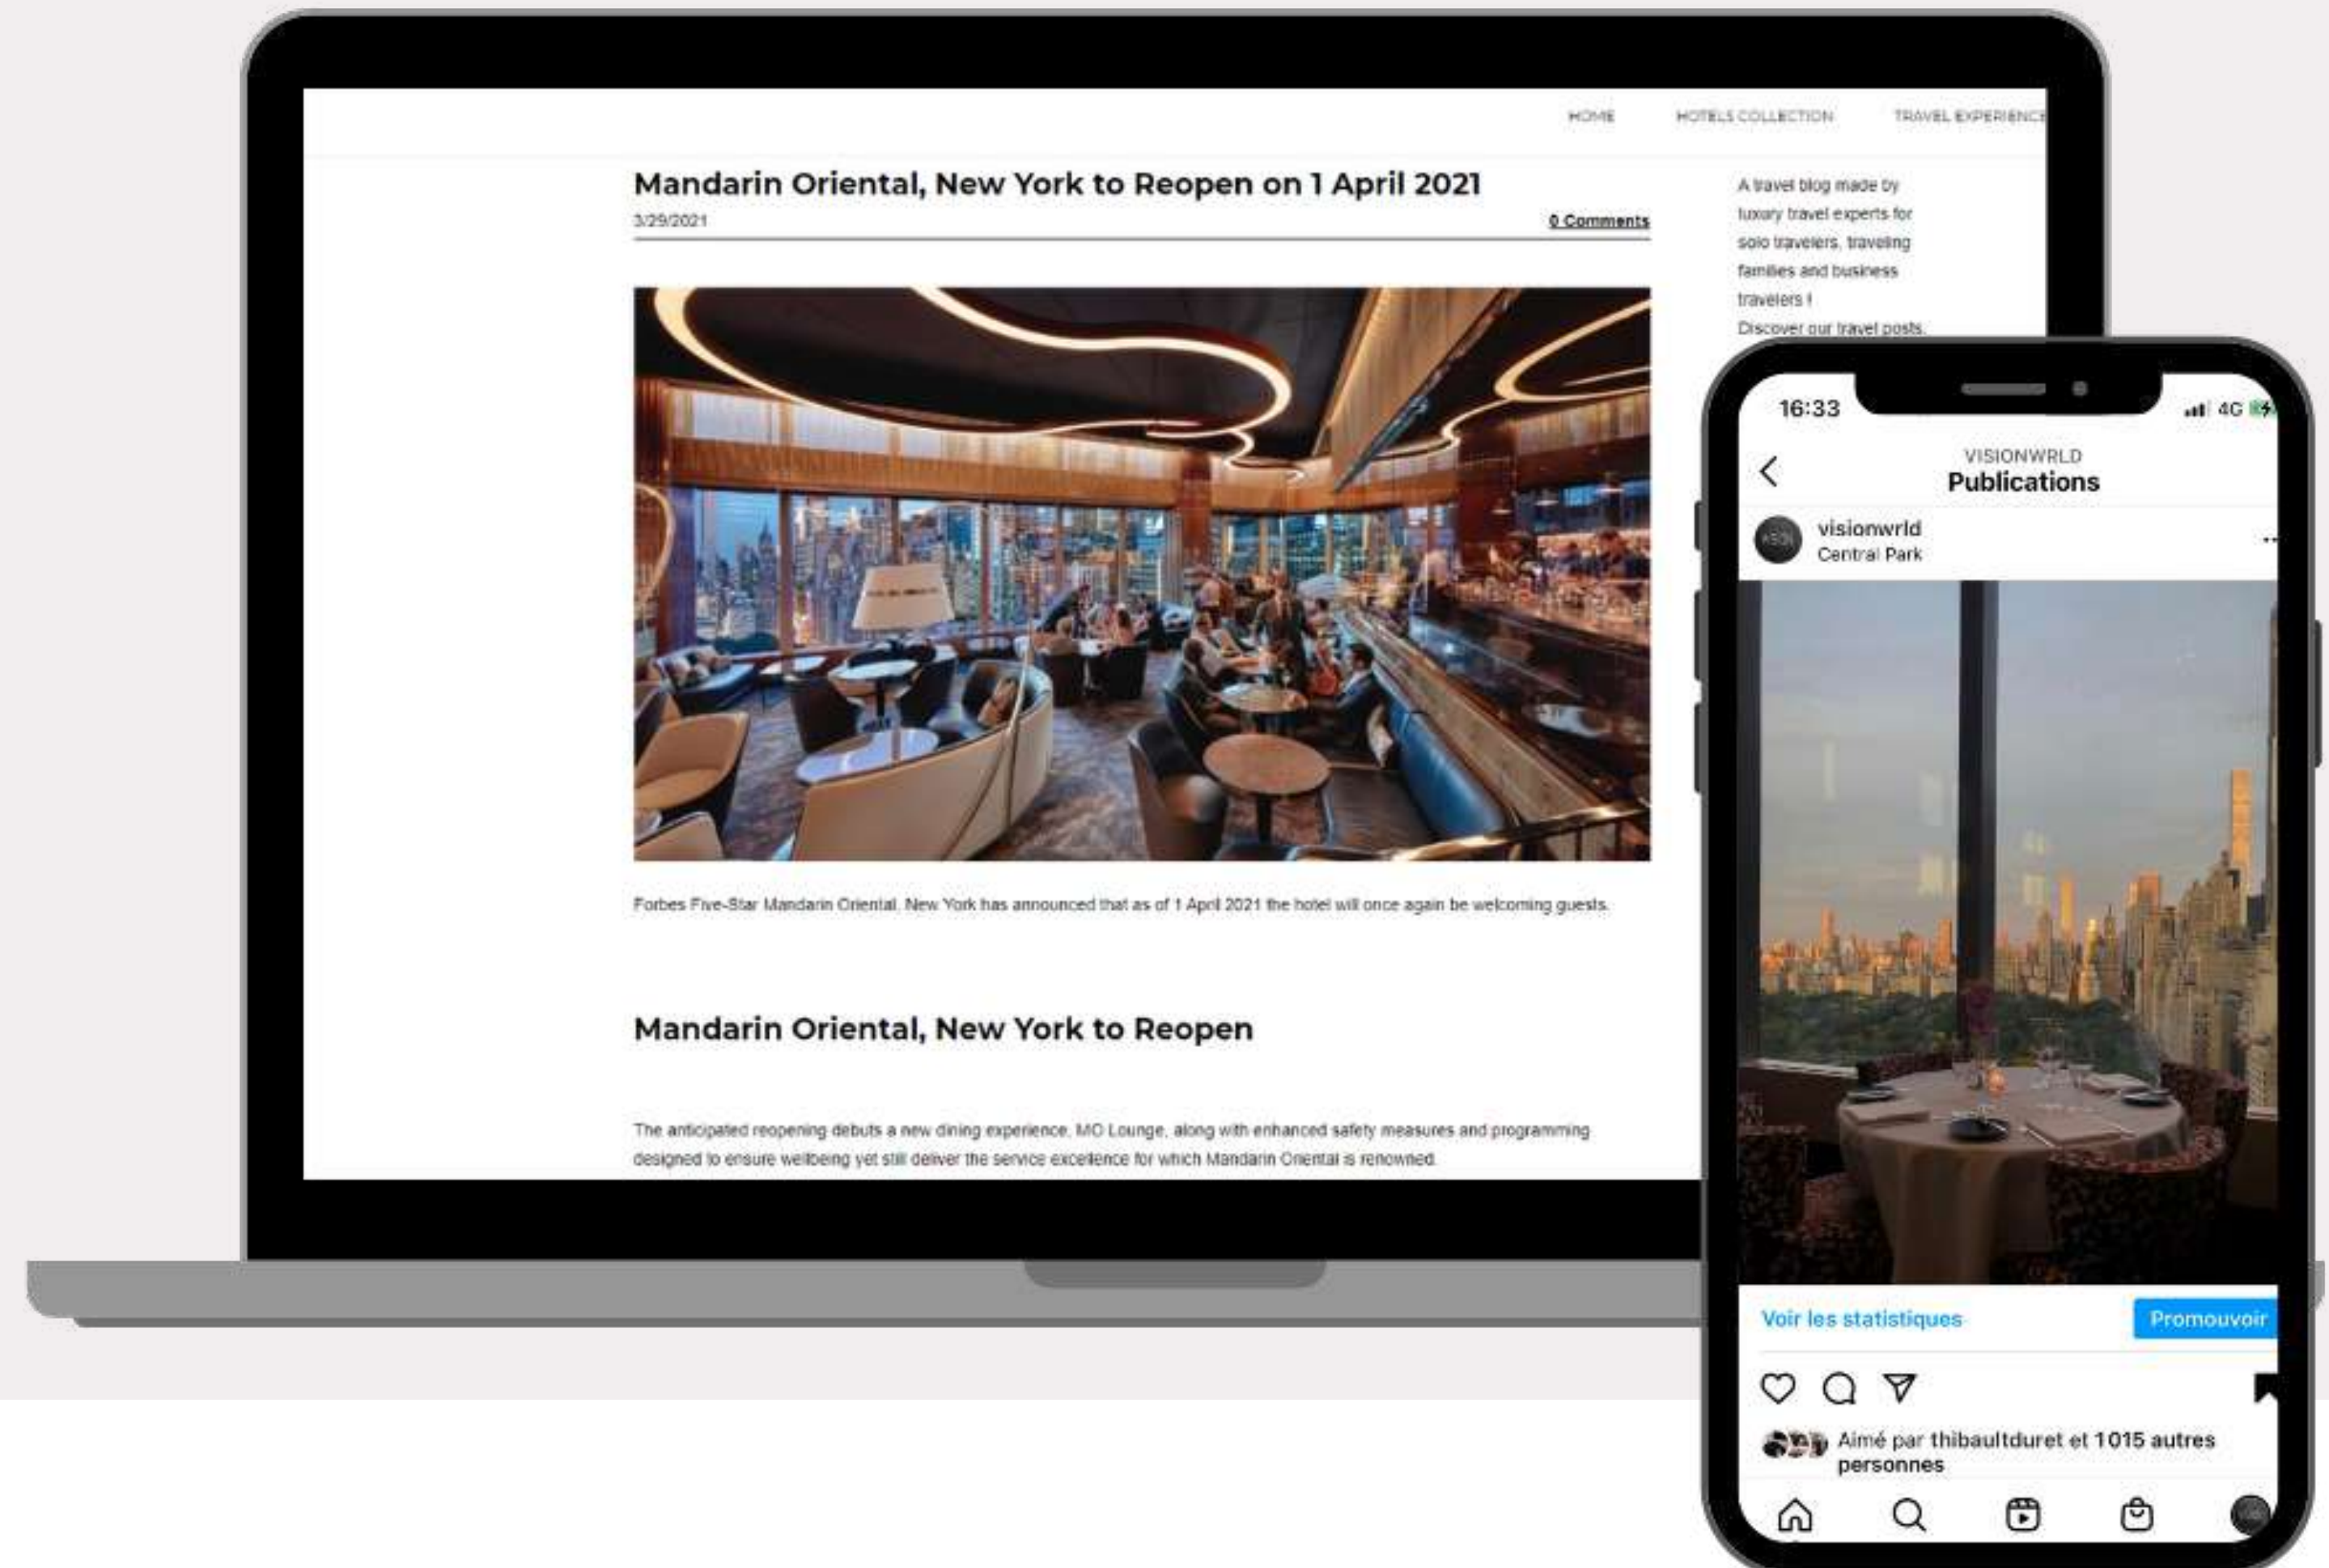 HOME HOTELS COLLECTION TRAVEL EXPERIENCE
Mandarin Oriental, New York to Reopen on 1 April 2021
3/29/2021 0 Comments
Forbes Five-Star Mandarin Oriental, New York has announced that as of 1 April 2021 the hotel will once again be welcoming guests.
Mandarin Oriental, New York to Reopen
The anticipated reopening debuts a new dining experience, MO Lounge, along with enhanced safety measures and programming
designed to ensure wellbeing yet still deliver the service excellence for which Mandarin Oriental is renowned.
A travel blog made by
luxury travel experts for
solo travelers, traveling
families and business
travelers !
Discover our travel posts,
16:33 4G
VISIONWRLD
Publications
visionwrld
Central Park
Voir les statistiques Promouvoir
Aimé par thibaultduret et 1 015 autres
personnes